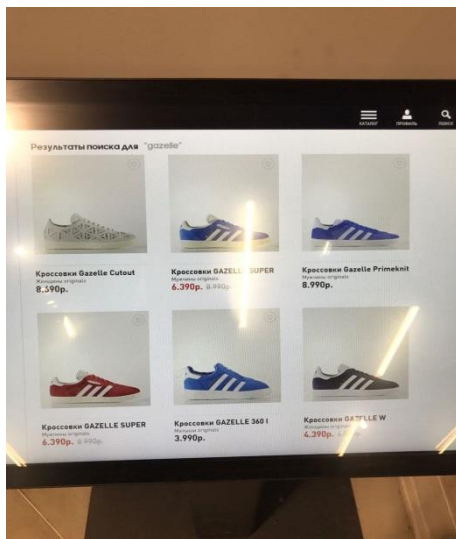 КАТАЛОГ ПРОФИЛЬ ПОИСК
Результаты поиска для "gazelle"
Кроссовки Gazelle Cutout
Женщины originals
8.590р.
Кроссовки GAZELLE SUPER
Мужчины originals
6.390р. 8.990р.
Кроссовки Gazelle Primeknit
Мужчины originals
8.990р.
Кроссовки GAZELLE SUPER
Мужчины originals
6.390р. 8.990р.
Кроссовки GAZELLE 360 I
Малыши originals
3.990р.
Кроссовки GAZELLE W
Женщины originals
4.390р.